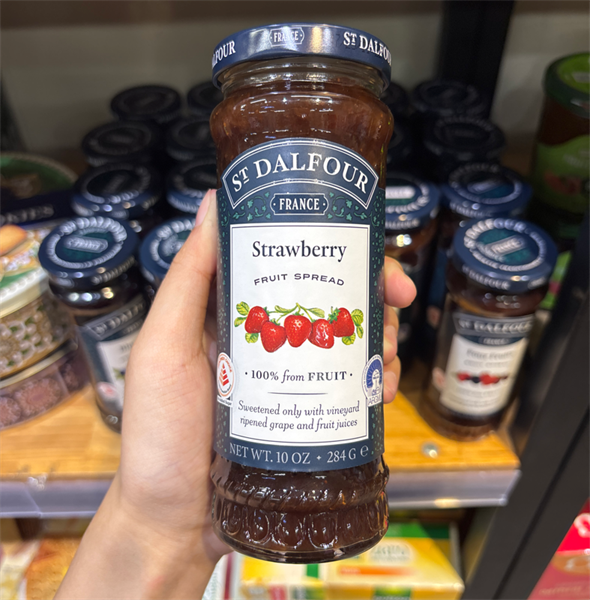 FRANCE
ST DALFOUR
ST DALFOUR
FRANCE
Strawberry
FRUIT SPREAD
• 100% from FRUIT •
Sweetened only with vineyard
ripened grape and fruit juices
NET WT. 10 OZ • 284 G e